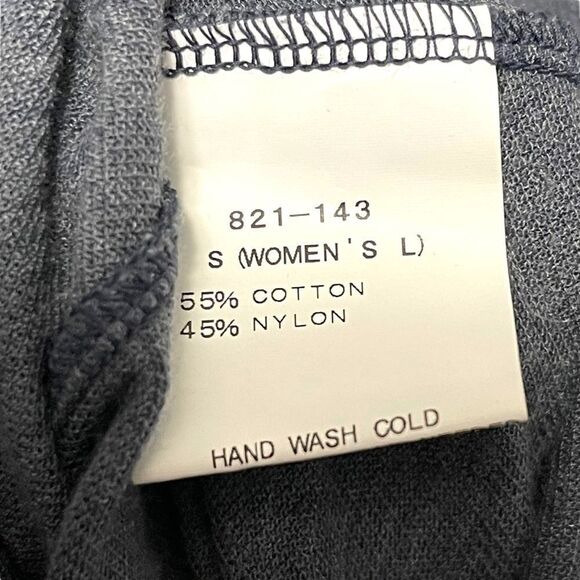 821-143
S (WOMEN'S L)
55% COTTON
45% NYLON
HAND WASH COLD